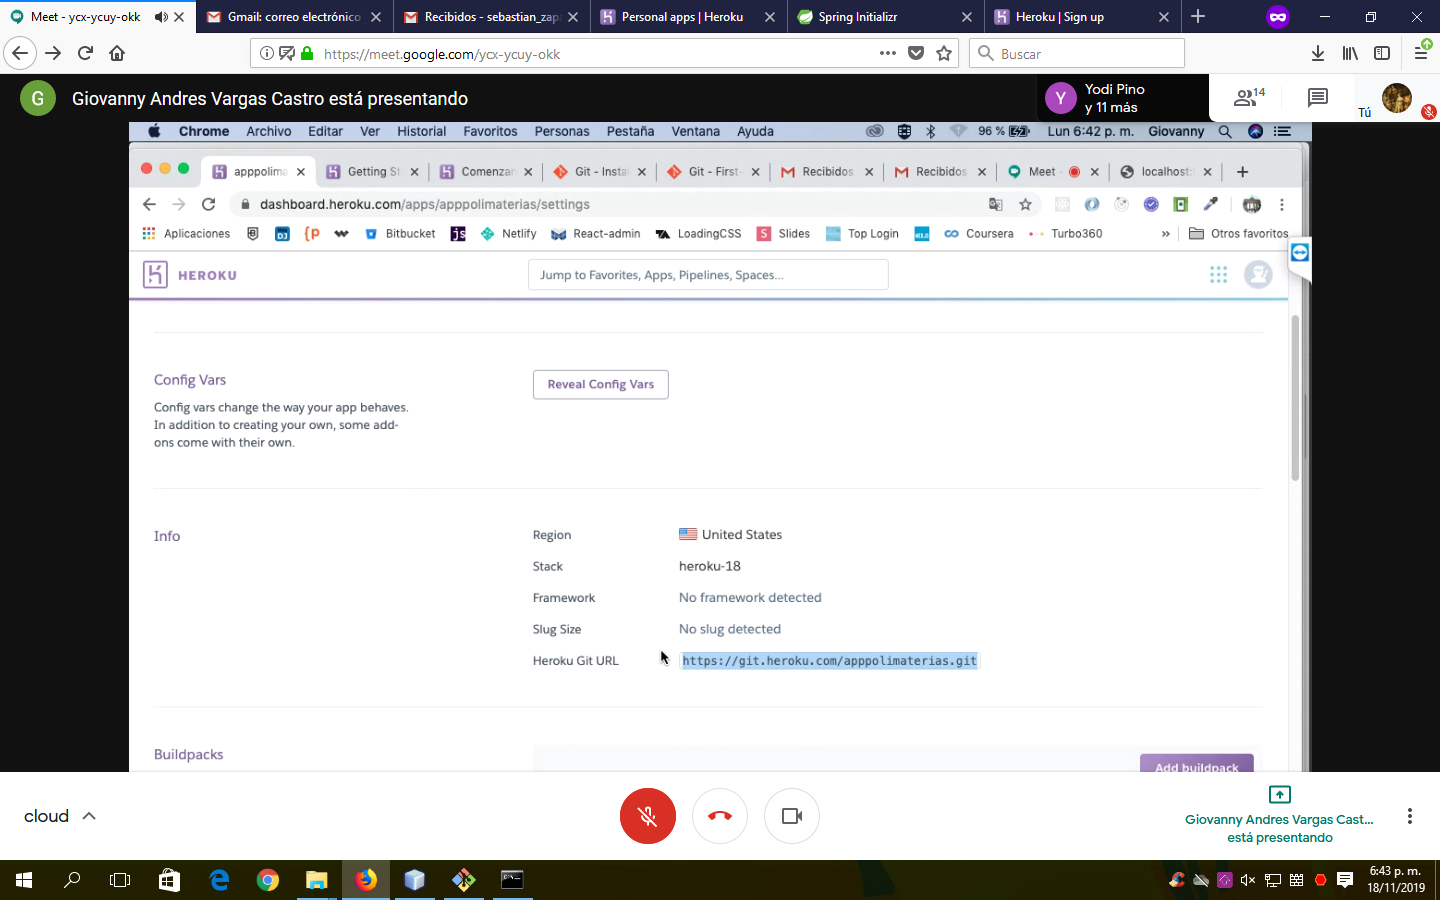 Meet - ycx-ycuy-okk
Gmail: correo electrónico
Recibidos - sebastian_zap
Personal apps | Heroku
Spring Initializr
Heroku | Sign up
https://meet.google.com/ycx-ycuy-okk
Buscar
G
Giovanny Andres Vargas Castro está presentando
Y
Yodi Pino
y 11 más
14
Tú
Chrome Archivo Editar Ver Historial Favoritos Personas Pestaña Ventana Ayuda
96 % Lun 6:42 p. m. Giovanny
apppolima
Getting St
Comenzar
Git - Instal
Git - First-
Recibidos
Recibidos
Meet -
localhost:
dashboard.heroku.com/apps/apppolimaterias/settings
Aplicaciones
Bitbucket
js
Netlify
React-admin
LoadingCSS
Slides
Top Login
Coursera
Turbo360
»
Otros favoritos
HEROKU
Jump to Favorites, Apps, Pipelines, Spaces...
Config Vars
Reveal Config Vars
Config vars change the way your app behaves.
In addition to creating your own, some add-
ons come with their own.
Info
Region United States
Stack heroku-18
Framework No framework detected
Slug Size No slug detected
Heroku Git URL https://git.heroku.com/apppolimaterias.git
Buildpacks
Add buildpack
cloud
Giovanny Andres Vargas Cast...
está presentando
6:43 p. m.
18/11/2019